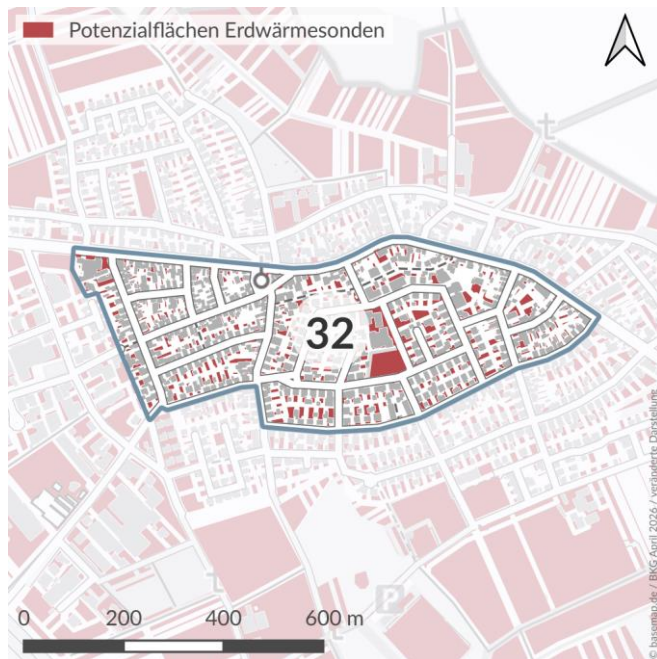 Potenzialflächen Erdwärmesonden
32
P
0 200 400 600 m
© basemap.de / BKG April 2026 / veränderte Darstellung